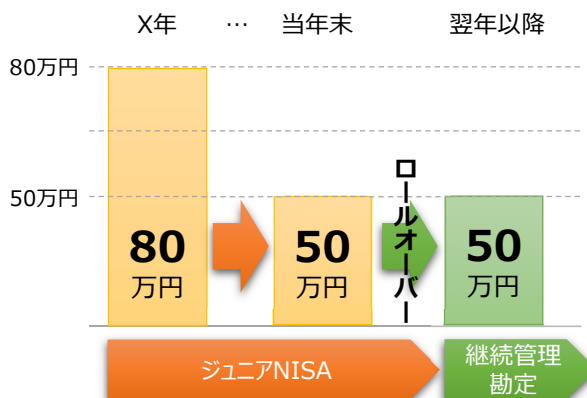 X年 … 当年末 翌年以降
80万円
50万円
80
万円
50
万円
ロールオーバー
50
万円
ジュニアNISA
継続管理
勘定